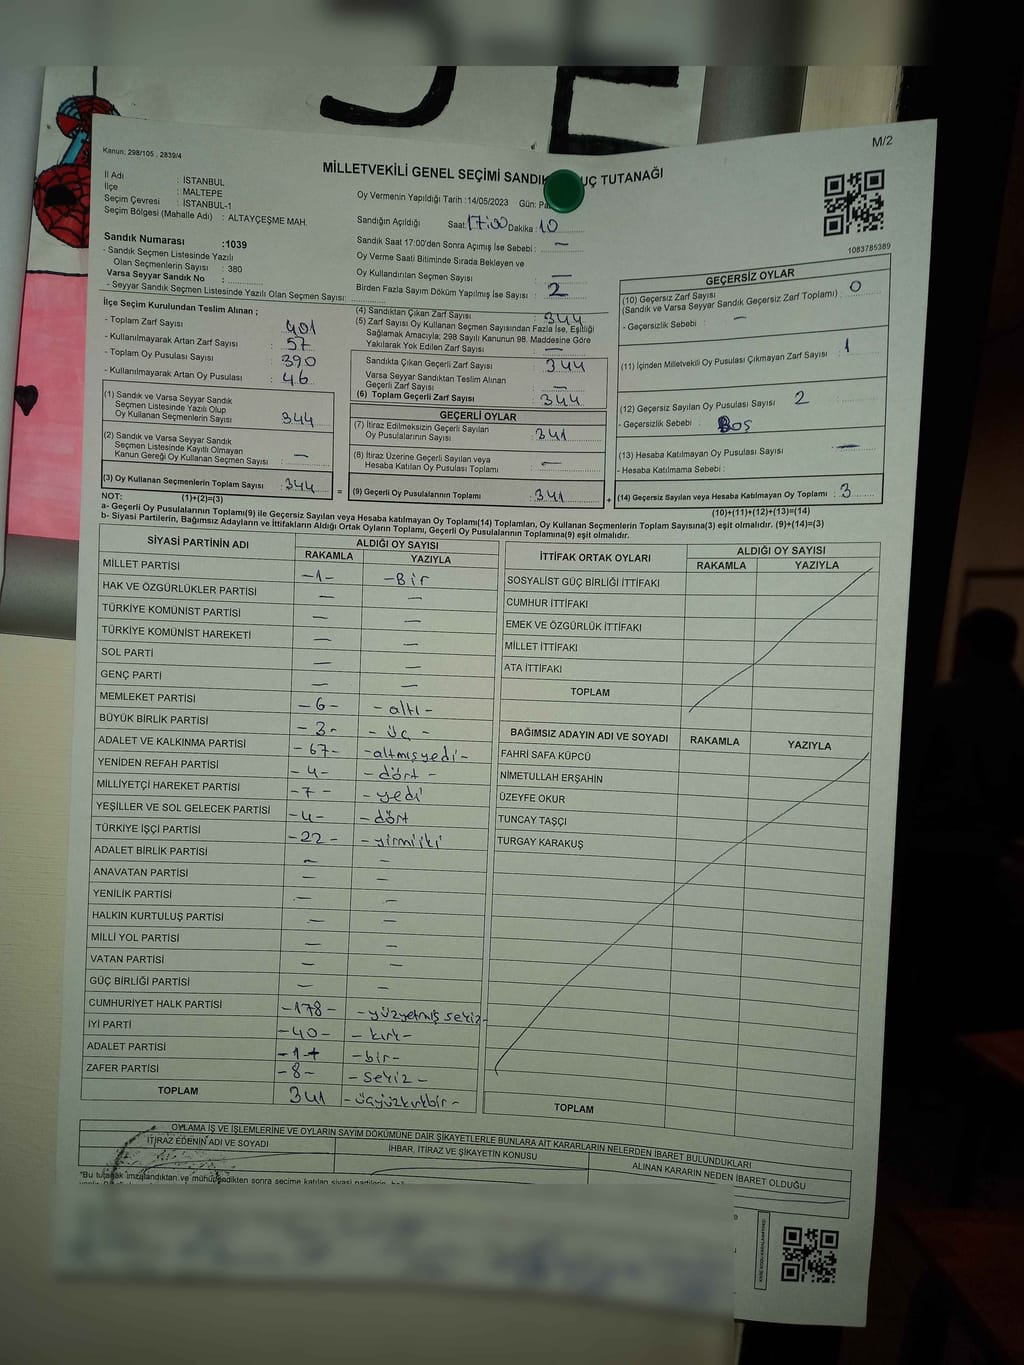 SE
M/2
Kanun; 298/105 , 2839/4
MİLLETVEKİLİ GENEL SEÇİMİ UÇ TUTANAĞI
İl Adı : İSTANBUL
İlçe : MALTEPE
Seçim Çevresi : İSTANBUL-1
Seçim Bölgesi (Mahalle Adı) : ALTAYÇEŞME MAH.
Oy Vermenin Yapıldığı Tarih :14/05/2023 Gün:
Sandığın Açıldığı Saat: 17:00 Dakika : 10
Sandık Saat 17:00'den Sonra Açımış İse Sebebi : —
Oy Verme Saati Bitiminde Sırada Bekleyen ve
Oy Kullandırılan Seçmen Sayısı —
Birden Fazla Sayım Döküm Yapılmış İse Sayısı : 2
1083785389
Sandık Numarası :1039
- Sandık Seçmen Listesinde Yazılı
Olan Seçmenlerin Sayısı : 380
Varsa Seyyar Sandık No :
- Seyyar Sandık Seçmen Listesinde Yazılı Olan Seçmen Sayısı:
İlçe Seçim Kurulundan Teslim Alınan ;
- Toplam Zarf Sayısı : 401
- Kullanılmayarak Artan Zarf Sayısı : 57
- Toplam Oy Pusulası Sayısı : 390
- Kullanılmayarak Artan Oy Pusulası : 46
(1) Sandık ve Varsa Seyyar Sandık
Seçmen Listesinde Yazılı Olup
Oy Kullanan Seçmenlerin Sayısı : 344
(2) Sandık ve Varsa Seyyar Sandık
Seçmen Listesinde Kayıtlı Olmayan
Kanun Gereği Oy Kullanan Seçmen Sayısı : —
(3) Oy Kullanan Seçmenlerin Toplam Sayısı : 344
(4) Sandıktan Çıkan Zarf Sayısı : 344
(5) Zarf Sayısı Oy Kullanan Seçmen Sayısından Fazla İse, Eşitliği
Sağlamak Amacıyla; 298 Sayılı Kanunun 98. Maddesine Göre
Yakılarak Yok Edilen Zarf Sayısı : —
Sandıkta Çıkan Geçerli Zarf Sayısı : 344
Varsa Seyyar Sandıktan Teslim Alınan
Geçerli Zarf Sayısı : —
(6) Toplam Geçerli Zarf Sayısı : 344
GEÇERLİ OYLAR
(7) İtiraz Edilmeksizin Geçerli Sayılan
Oy Pusulalarının Sayısı : 341
(8) İtiraz Üzerine Geçerli Sayılan veya
Hesaba Katılan Oy Pusulası Toplamı : —
= (9) Geçerli Oy Pusulalarının Toplamı : 341
GEÇERSİZ OYLAR
(10) Geçersiz Zarf Sayısı : 0
(Sandık ve Varsa Seyyar Sandık Geçersiz Zarf Toplamı)
- Geçersizlik Sebebi : —
(11) İçinden Milletvekili Oy Pusulası Çıkmayan Zarf Sayısı : 1
(12) Geçersiz Sayılan Oy Pusulası Sayısı : 2
- Geçersizlik Sebebi : Boş
(13) Hesaba Katılmayan Oy Pusulası Sayısı : —
- Hesaba Katılmama Sebebi :
+ (14) Geçersiz Sayılan veya Hesaba Katılmayan Oy Toplamı : 3
NOT: (1)+(2)=(3)
(10)+(11)+(12)+(13)=(14)
a- Geçerli Oy Pusulalarının Toplamı(9) ile Geçersiz Sayılan veya Hesaba katılmayan Oy Toplamı(14) Toplamları, Oy Kullanan Seçmenlerin Toplam Sayısına(3) eşit olmalıdır. (9)+(14)=(3)
b- Siyasi Partilerin, Bağımsız Adayların ve İttifakların Aldığı Ortak Oyların Toplamı, Geçerli Oy Pusulalarının Toplamına(9) eşit olmalıdır.
SİYASİ PARTİNİN ADI ALDIĞI OY SAYISI
RAKAMLA YAZIYLA
MİLLET PARTİSİ -1- -Bir
HAK VE ÖZGÜRLÜKLER PARTİSİ — —
TÜRKİYE KOMÜNİST PARTİSİ — —
TÜRKİYE KOMÜNİST HAREKETİ — —
SOL PARTİ — —
GENÇ PARTİ — —
MEMLEKET PARTİSİ -6- -altı-
BÜYÜK BİRLİK PARTİSİ -3- -üç-
ADALET VE KALKINMA PARTİSİ -67- -altmışyedi-
YENİDEN REFAH PARTİSİ -4- -dört-
MİLLİYETÇİ HAREKET PARTİSİ -7- -yedi
YEŞİLLER VE SOL GELECEK PARTİSİ -4- -dört
TÜRKİYE İŞÇİ PARTİSİ -22- -yirmiiki
ADALET BİRLİK PARTİSİ — —
ANAVATAN PARTİSİ — —
YENİLİK PARTİSİ — —
HALKIN KURTULUŞ PARTİSİ — —
MİLLİ YOL PARTİSİ — —
VATAN PARTİSİ — —
GÜÇ BİRLİĞİ PARTİSİ — —
CUMHURİYET HALK PARTİSİ -178- -yüzyetmiş sekiz-
İYİ PARTİ -40- -kırk-
ADALET PARTİSİ -1- -bir-
ZAFER PARTİSİ -8- -sekiz-
TOPLAM 341 -üçyüzkırkbir-
İTTİFAK ORTAK OYLARI ALDIĞI OY SAYISI
RAKAMLA YAZIYLA
SOSYALİST GÜÇ BİRLİĞİ İTTİFAKI
CUMHUR İTTİFAKI
EMEK VE ÖZGÜRLÜK İTTİFAKI
MİLLET İTTİFAKI
ATA İTTİFAKI
TOPLAM
BAĞIMSIZ ADAYIN ADI VE SOYADI RAKAMLA YAZIYLA
FAHRİ SAFA KÜPCÜ
NİMETULLAH ERŞAHİN
ÜZEYFE OKUR
TUNCAY TAŞÇI
TURGAY KARAKUŞ
TOPLAM
OYLAMA İŞ VE İŞLEMLERİNE VE OYLARIN SAYIM DÖKÜMÜNE DAİR ŞİKAYETLERLE BUNLARA AİT KARARLARIN NELERDEN İBARET BULUNDUKLARI
İTİRAZ EDENİN ADI VE SOYADI
İHBAR, İTİRAZ VE ŞİKAYETİN KONUSU
ALINAN KARARIN NEDEN İBARET OLDUĞU
"Bu tutanak imzalandıktan ve mühürlendikten sonra seçime katılan siyasi partilerin